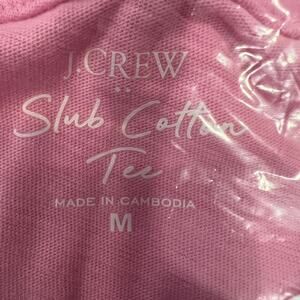 J.CREW
Slub Cotton
Tee
MADE IN CAMBODIA
M